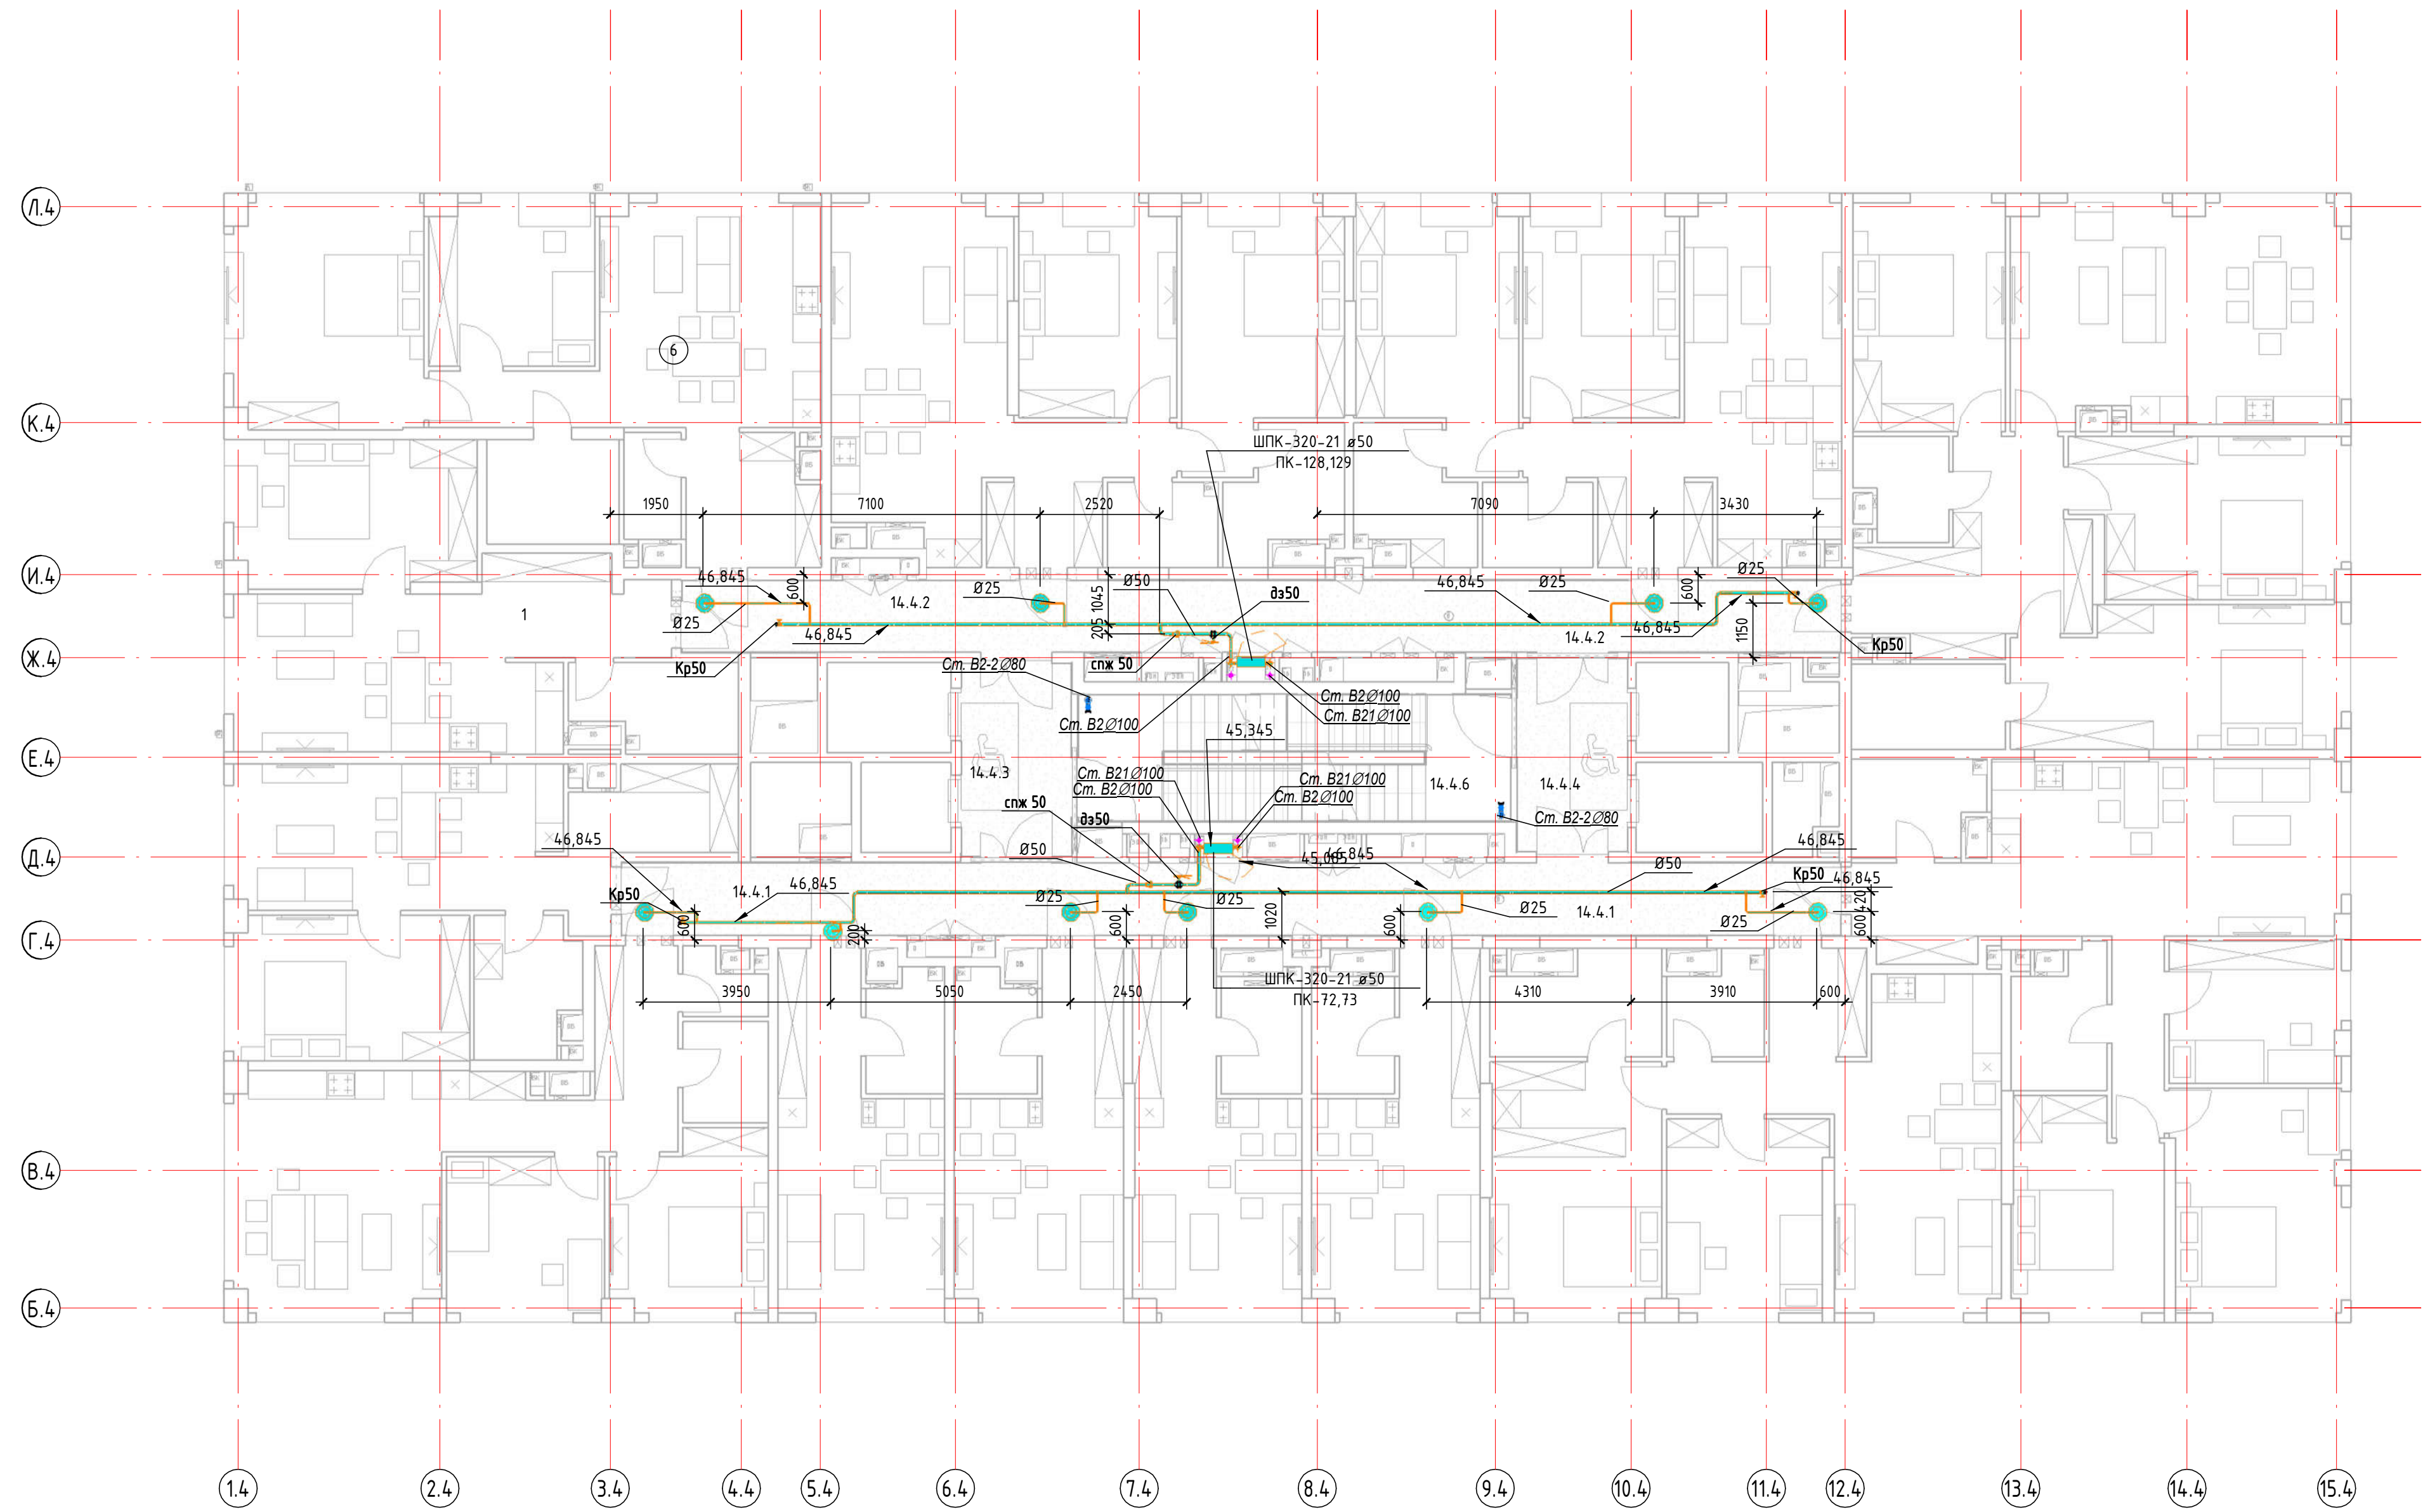 Л.4
6
К.4
ШПК-320-21 ø50
ПК-128,129
1950
7100
2520
7090
3430
И.4
46,845
600
1045
Ø50
дз50
46,845
Ø25
Ø25
600
1
14.4.2
Ø25
Ø25
46,845
205
14.4.2
46,845
1150
Кр50
Ж.4
Кр50
Ст. В2-2Ø80
спж 50
Ст. В2Ø100
Ст. В21Ø100
Ст. В2Ø100
45,345
Е.4
14.4.3
Ст. В21Ø100
Ст. В2Ø100
Ст. В21Ø100
Ст. В2Ø100
14.4.6
14.4.4
спж 50
дз50
Ст. В2-2Ø80
Д.4
46,845
Ø50
46,845
Ø50
46,845
Кр50
14.4.1
46,845
Кр50
46,845
Ø25
Ø25
Ø25
14.4.1
Ø25
420
600
200
600
1020
600
600
Г.4
3950
5050
2450
ШПК-320-21 ø50
ПК-72,73
4310
3910
600
В.4
Б.4
1.4
2.4
3.4
4.4
5.4
6.4
7.4
8.4
9.4
10.4
11.4
12.4
13.4
14.4
15.4